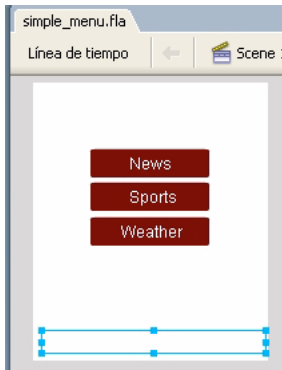 simple_menu.fla
Línea de tiempo
Scene
News
Sports
Weather